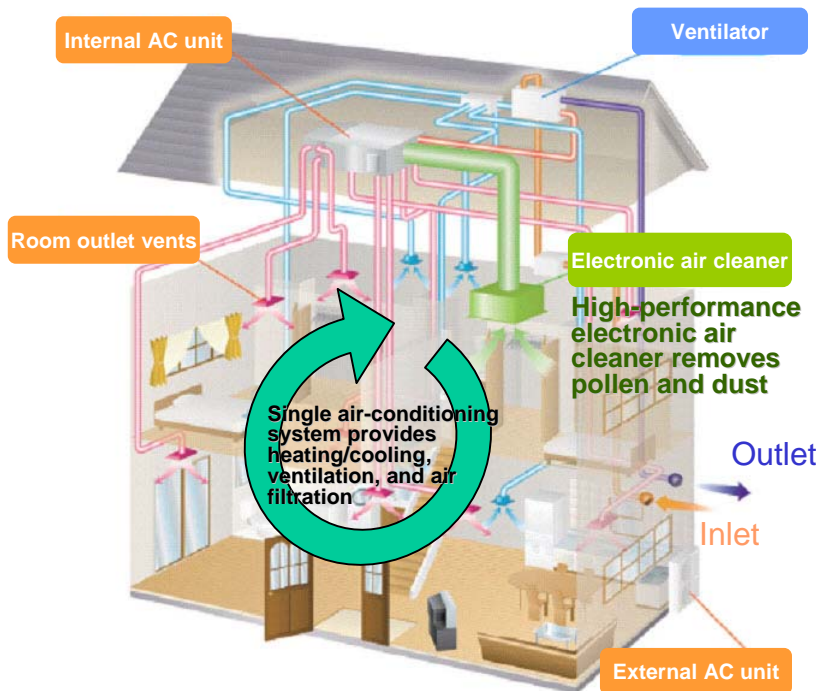 Internal AC unit
Ventilator
Room outlet vents
Electronic air cleaner
High-performance
electronic air
cleaner removes
pollen and dust
Single air-conditioning
system provides
heating/cooling,
ventilation, and air
filtration
Outlet
Inlet
External AC unit